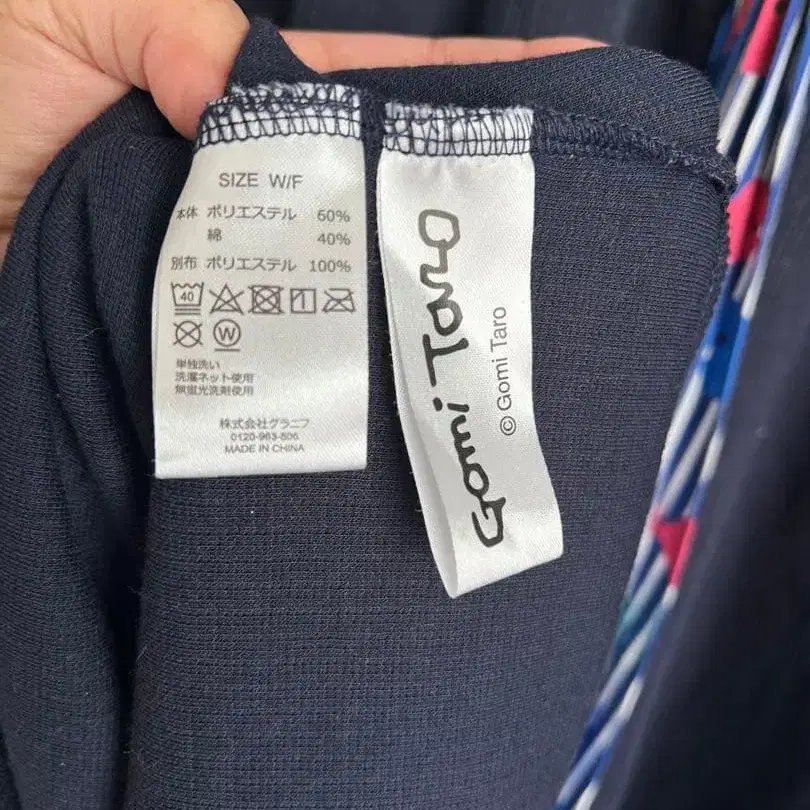 SIZE W/F
本体 ポリエステル 60%
綿 40%
別布 ポリエステル 100%
40
W
単独洗い
洗濯ネット使用
無蛍光洗剤使用
株式会社グラニフ
0120-963-506
MADE IN CHINA
Gomi Taro
© Gomi Taro